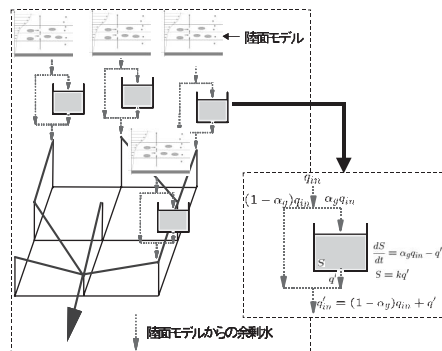 陸面モデル
q_{in}
(1-α_g)q_{in}
α_g q_{in}
dS/dt = α_g q_{in} - q'
S
S = kq'
q'
q'_{in} = (1-α_g)q_{in} + q'
陸面モデルからの余剰水